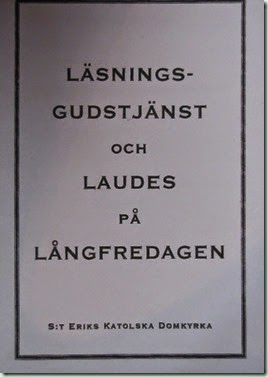 LÄSNINGS-
GUDSTJÄNST
OCH
LAUDES
PÅ
LÅNGFREDAGEN
S:T ERIKS KATOLSKA DOMKYRKA